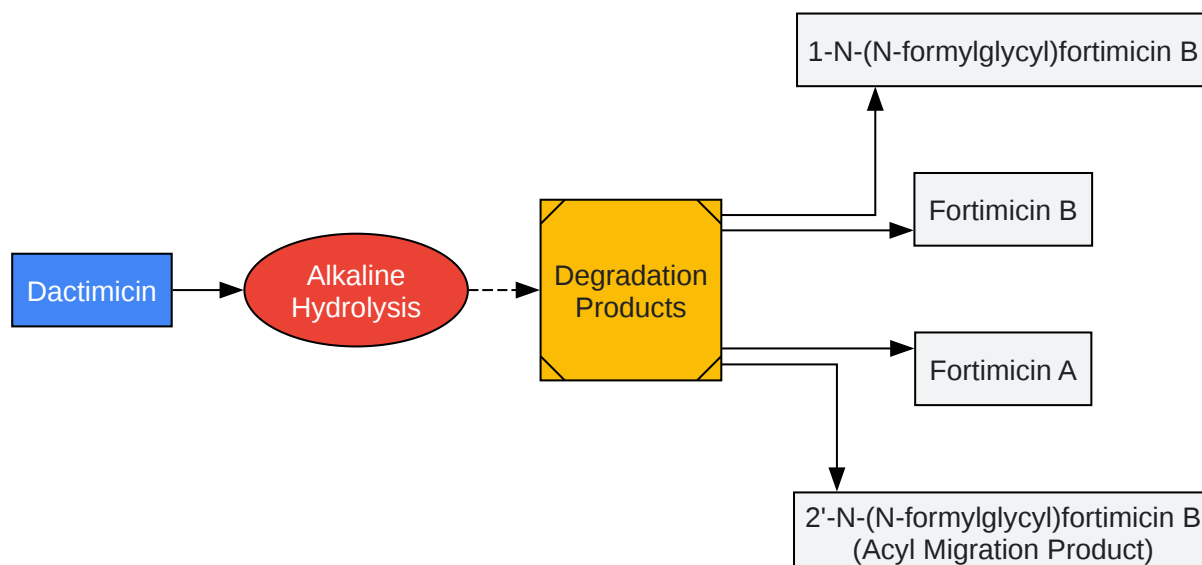 1-N-(N-formylglycyl)fortimicin B
Fortimicin B
Dactimicin
Alkaline
Hydrolysis
Degradation
Products
Fortimicin A
2'-N-(N-formylglycyl)fortimicin B
(Acyl Migration Product)